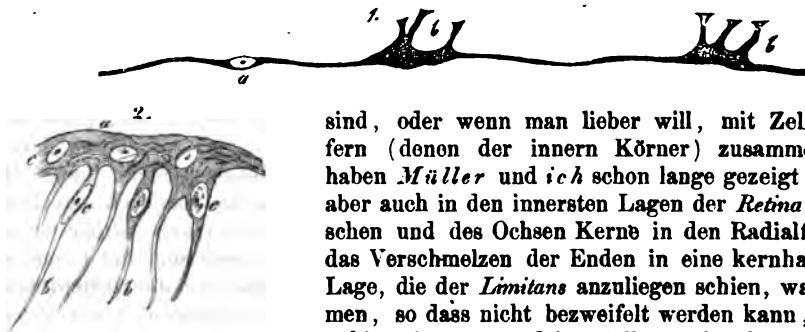 1.
b
b
a
2.
a
c
c
e
b
b
sind, oder wenn man lieber will, mit Zel
fern (denen der innern Körner) zusamme
haben Müller und ich schon lange gezeigt
aber auch in den innersten Lagen der Retina
schen und des Ochsen Kerne in den Radialf
das Verschmelzen der Enden in eine kernha
Lage, die der Limitans anzuliegen schien, wa
men, so dass nicht bezweifelt werden kann,